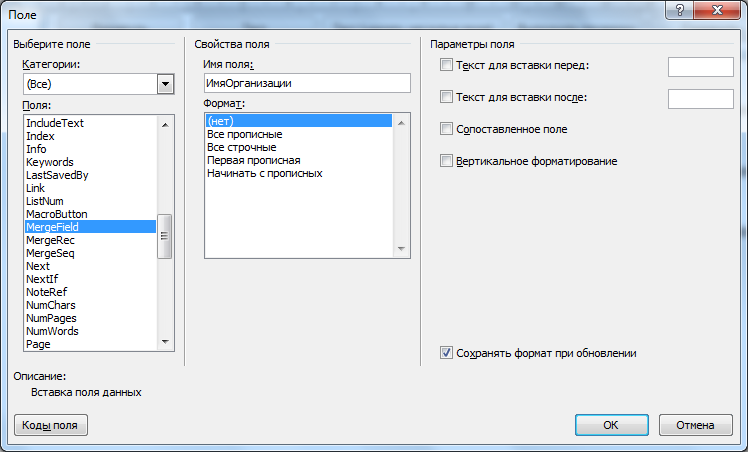 Поле
Выберите поле
Категории:
(Все)
Поля:
IncludeText
Index
Info
Keywords
LastSavedBy
Link
ListNum
MacroButton
MergeField
MergeRec
MergeSeq
Next
NextIf
NoteRef
NumChars
NumPages
NumWords
Page
Свойства поля
Имя поля:
ИмяОрганизации
Формат:
(нет)
Все прописные
Все строчные
Первая прописная
Начинать с прописных
Параметры поля
Текст для вставки перед:
Текст для вставки после:
Сопоставленное поле
Вертикальное форматирование
Сохранять формат при обновлении
Описание:
Вставка поля данных
Коды поля
ОК
Отмена